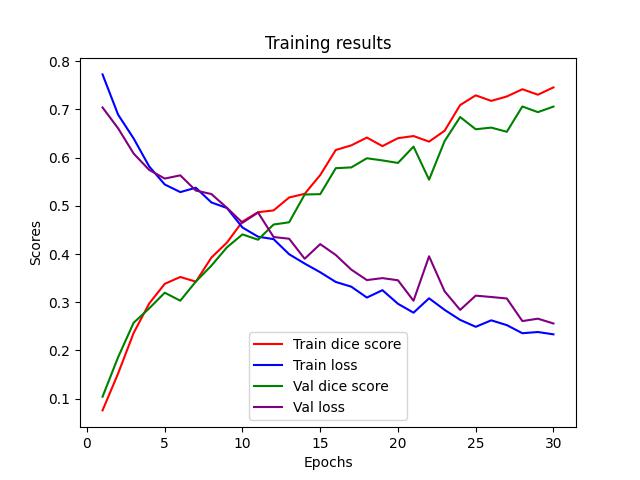 Training results
Scores
0.8
0.7
0.6
0.5
0.4
0.3
0.2
0.1
Train dice score
Train loss
Val dice score
Val loss
0 5 10 15 20 25 30
Epochs